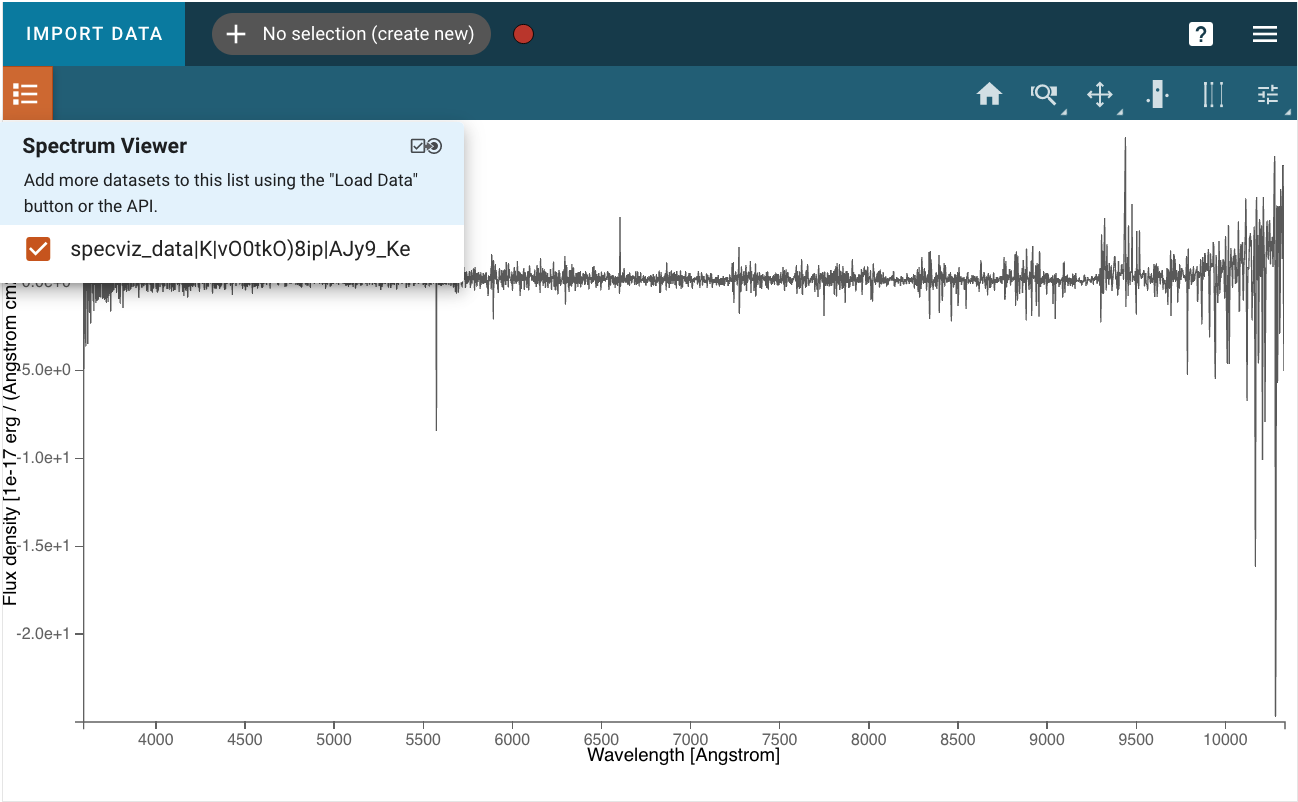 IMPORT DATA
+ No selection (create new)
?
Spectrum Viewer
Add more datasets to this list using the "Load Data"
button or the API.
specviz_data|K|vO0tkO)8ip|AJy9_Ke
0.0e+0
-5.0e+0
-1.0e+1
-1.5e+1
-2.0e+1
Flux density [1e-17 erg / (Angstrom cm
4000 4500 5000 5500 6000 6500 7000 7500 8000 8500 9000 9500 10000
Wavelength [Angstrom]